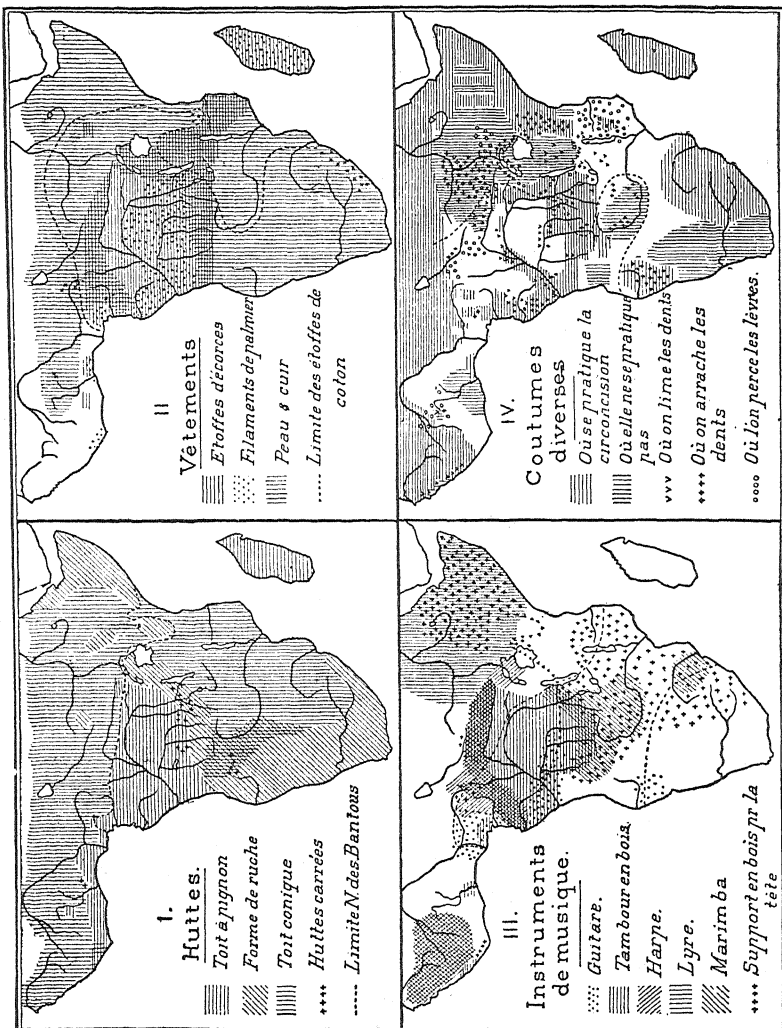 I.
Huttes.
Toit à pignon
Forme de ruche
Toit conique
Huttes carrées
Limite N des Bantous
II
Vêtements
Etoffes d'écorces
Filaments de palmier
Peau & cuir
Limite des étoffes de
coton
III.
Instruments
de musique.
Guitare.
Tambour en bois.
Harpe.
Lyre.
Marimba
Support en bois pr la
tête
IV.
Coutumes
diverses
Où se pratique la
circoncision
Où elle ne se pratique
pas
Où on lime les dents
Où on arrache les
dents
Où l'on perce les lèvres.